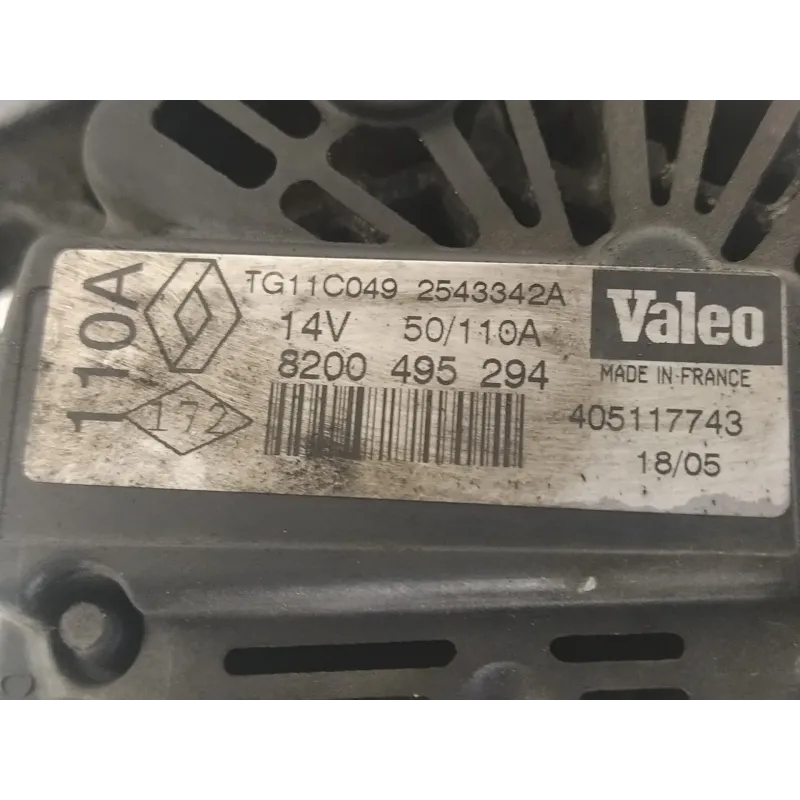 110A
172
TG11C049 2543342A
14V 50/110A
8200 495 294
Valeo
MADE IN FRANCE
405117743
18/05